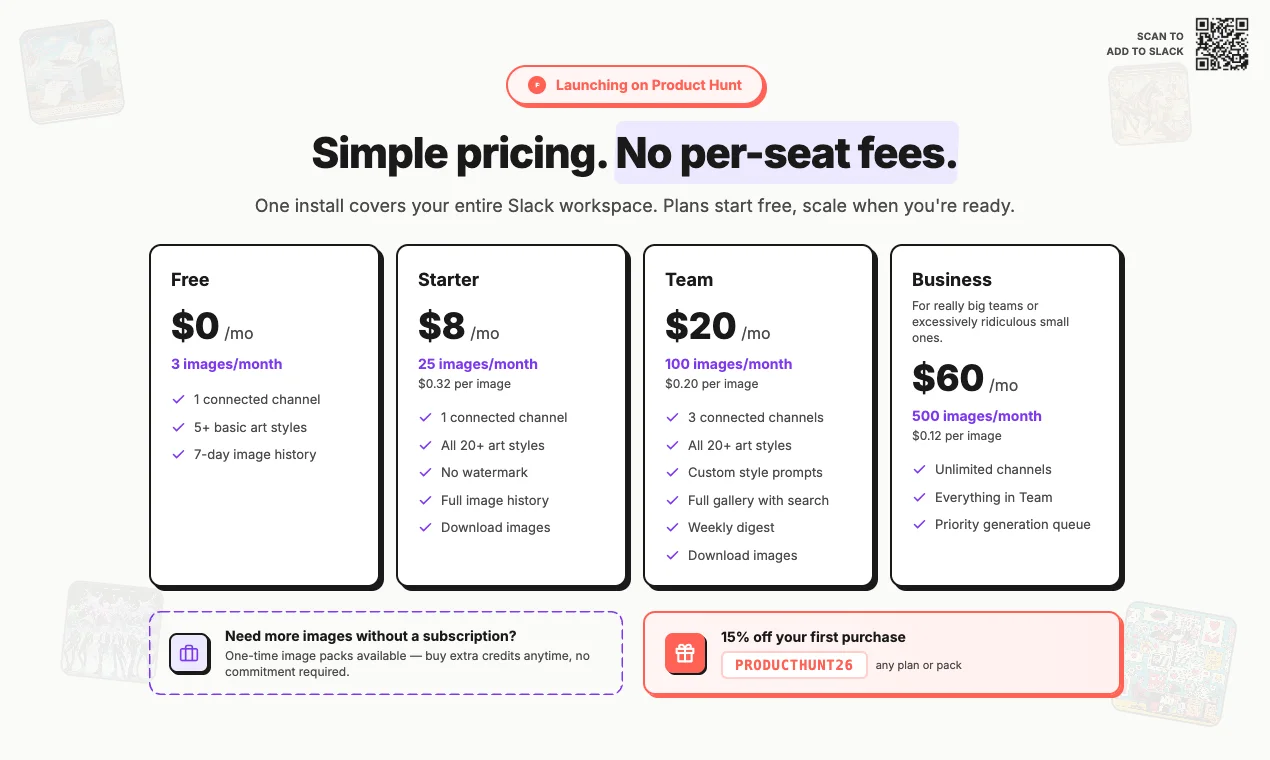 SCAN TO
ADD TO SLACK
Launching on Product Hunt
Simple pricing. No per-seat fees.
One install covers your entire Slack workspace. Plans start free, scale when you're ready.
Free
$0 /mo
3 images/month
1 connected channel
5+ basic art styles
7-day image history
Starter
$8 /mo
25 images/month
$0.32 per image
1 connected channel
All 20+ art styles
No watermark
Full image history
Download images
Team
$20 /mo
100 images/month
$0.20 per image
3 connected channels
All 20+ art styles
Custom style prompts
Full gallery with search
Weekly digest
Download images
Business
For really big teams or
excessively ridiculous small
ones.
$60 /mo
500 images/month
$0.12 per image
Unlimited channels
Everything in Team
Priority generation queue
Need more images without a subscription?
One-time image packs available — buy extra credits anytime, no
commitment required.
15% off your first purchase
PRODUCTHUNT26 any plan or pack